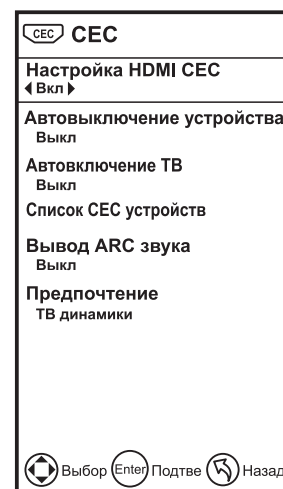 CEC CEC
Настройка HDMI CEC
Вкл
Автовыключение устройства
Выкл
Автовключение ТВ
Выкл
Список CEC устройств
Вывод ARC звука
Выкл
Предпочтение
ТВ динамики
Выбор Enter Подтве Назад